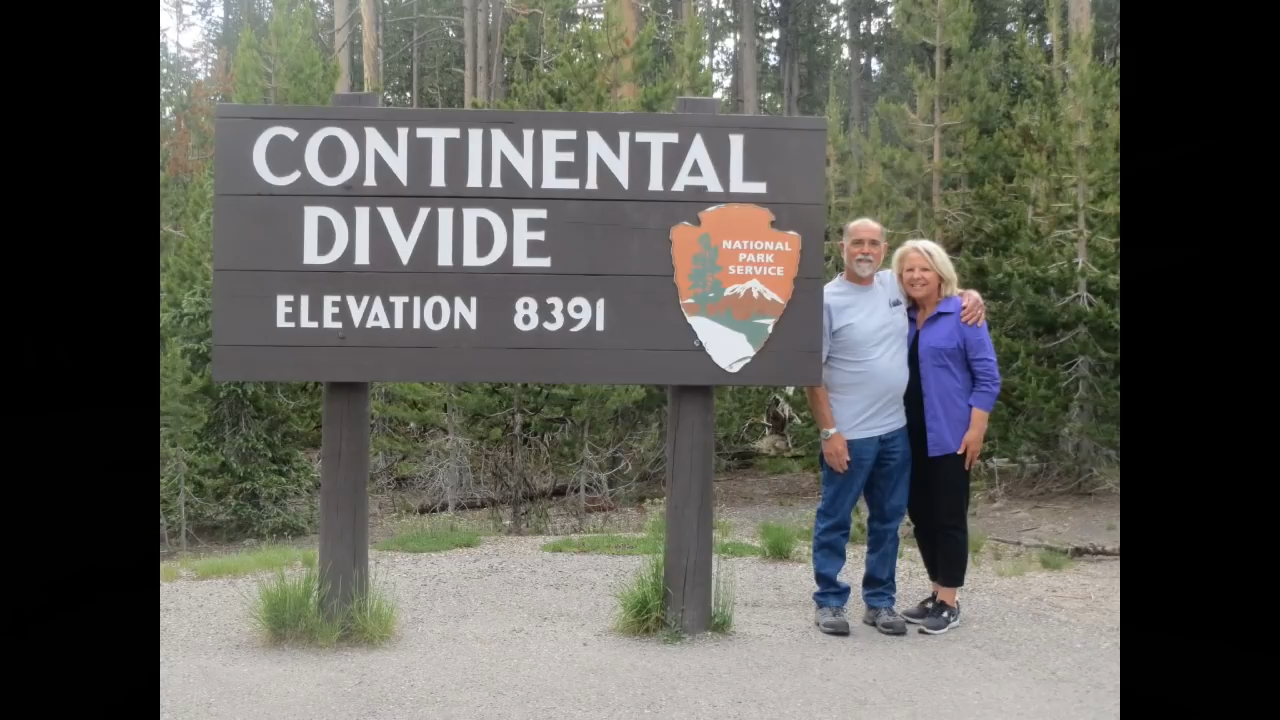 CONTINENTAL
DIVIDE
ELEVATION 8391
NATIONAL
PARK
SERVICE